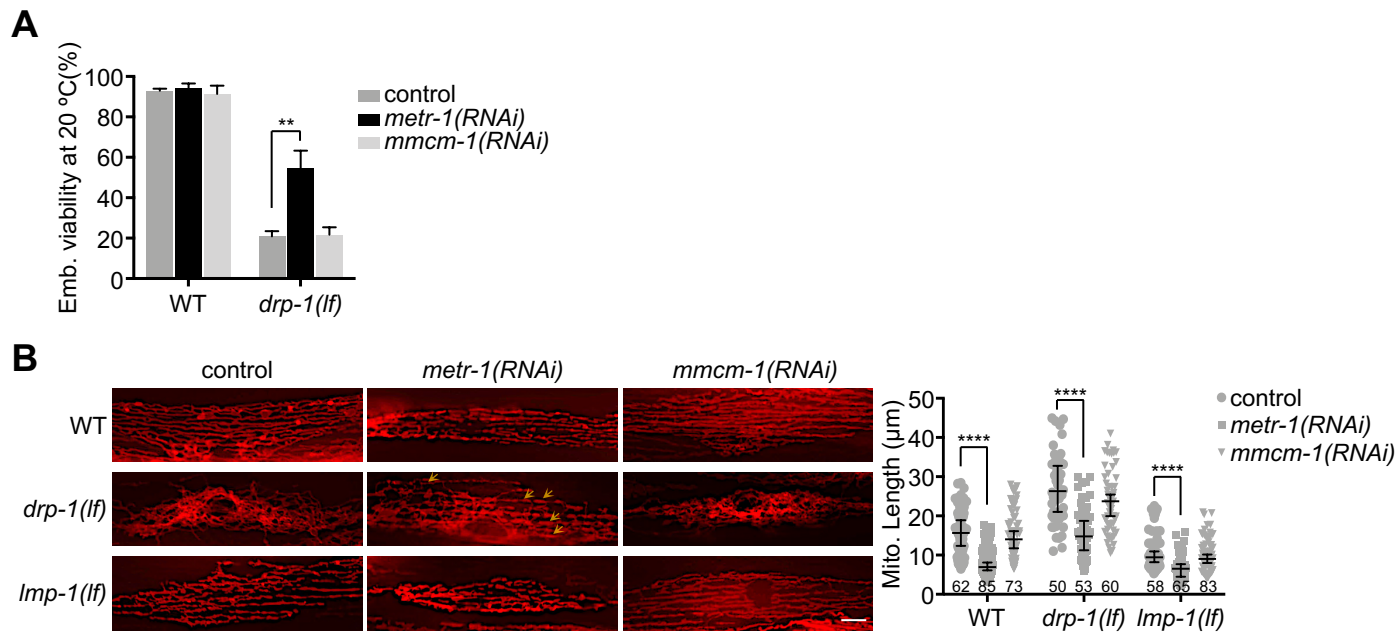 A
Emb. viability at 20 ºC(%)
100
80
60
40
20
0
**
control
metr-1(RNAi)
mmcm-1(RNAi)
WT
drp-1(lf)
B
control
metr-1(RNAi)
mmcm-1(RNAi)
WT
drp-1(lf)
lmp-1(lf)
Mito. Length (μm)
50
40
30
20
10
0
****
****
****
62 85 73 50 53 60 58 65 83
WT drp-1(lf) lmp-1(lf)
control
metr-1(RNAi)
mmcm-1(RNAi)